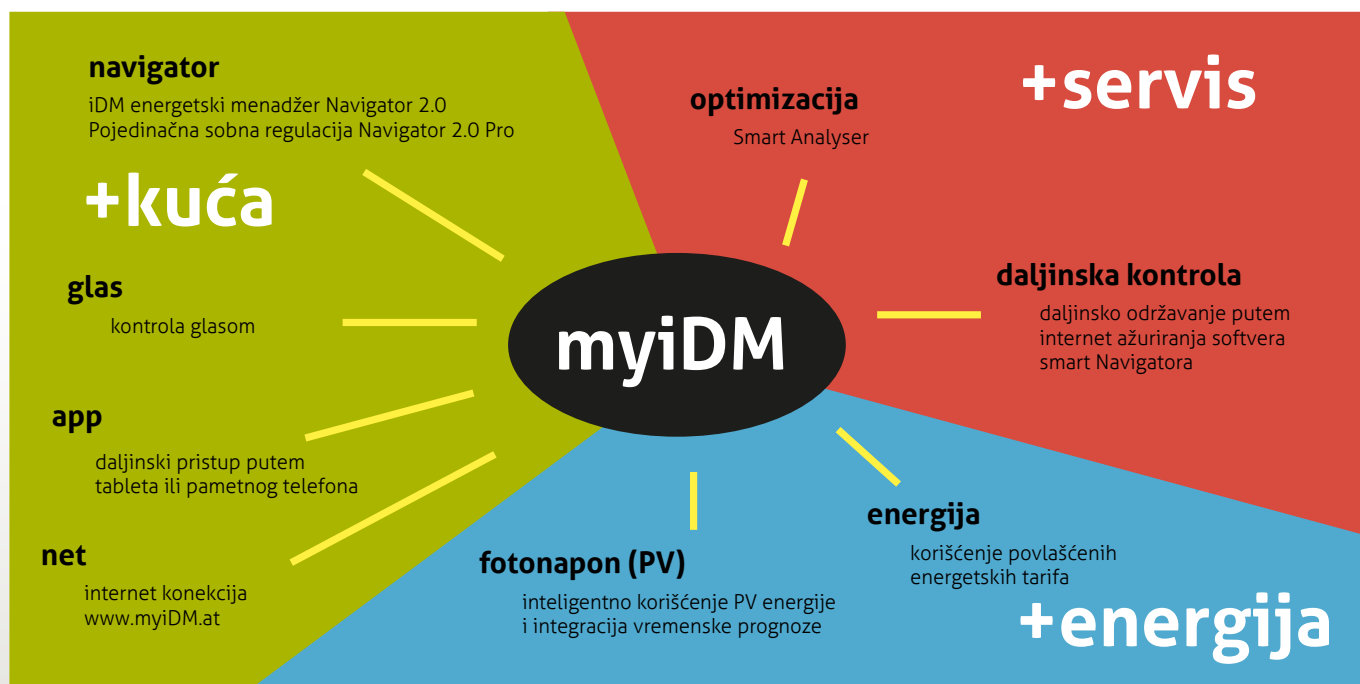 navigator
iDM energetski menadžer Navigator 2.0
Pojedinačna sobna regulacija Navigator 2.0 Pro
+kuća
glas
kontrola glasom
app
daljinski pristup putem
tableta ili pametnog telefona
net
internet konekcija
www.myiDM.at
myiDM
+servis
optimizacija
Smart Analyser
daljinska kontrola
daljinsko održavanje putem
internet ažuriranja softvera
smart Navigatora
fotonapon (PV)
inteligentno korišćenje PV energije
i integracija vremenske prognoze
energija
korišćenje povlašćenih
energetskih tarifa
+energija